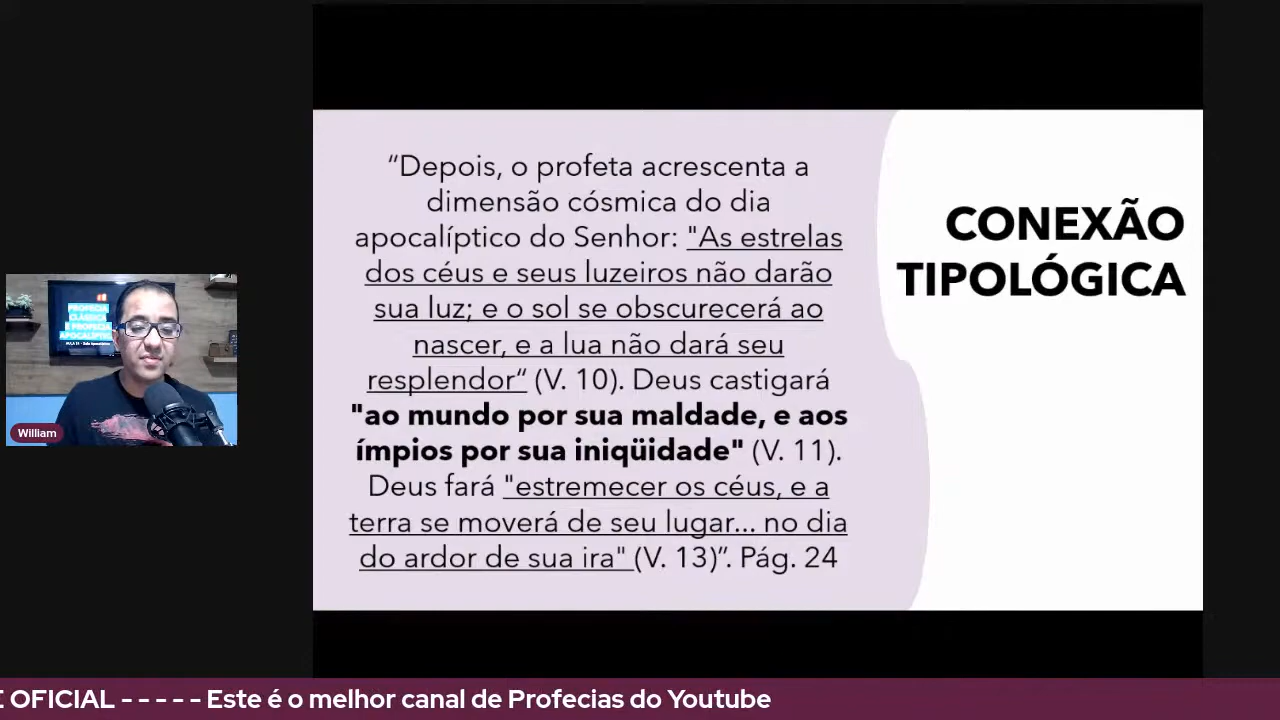 “Depois, o profeta acrescenta a
dimensão cósmica do dia
apocalíptico do Senhor: "As estrelas
dos céus e seus luzeiros não darão
sua luz; e o sol se obscurecerá ao
nascer, e a lua não dará seu
resplendor“ (V. 10). Deus castigará
"ao mundo por sua maldade, e aos
ímpios por sua iniqüidade" (V. 11).
Deus fará "estremecer os céus, e a
terra se moverá de seu lugar... no dia
do ardor de sua ira" (V. 13)”. Pág. 24
CONEXÃO
TIPOLÓGICA
PROFECIA
CLÁSSICA
E PROFECIA
William
E OFICIAL - - - - - Este é o melhor canal de Profecias do Youtube